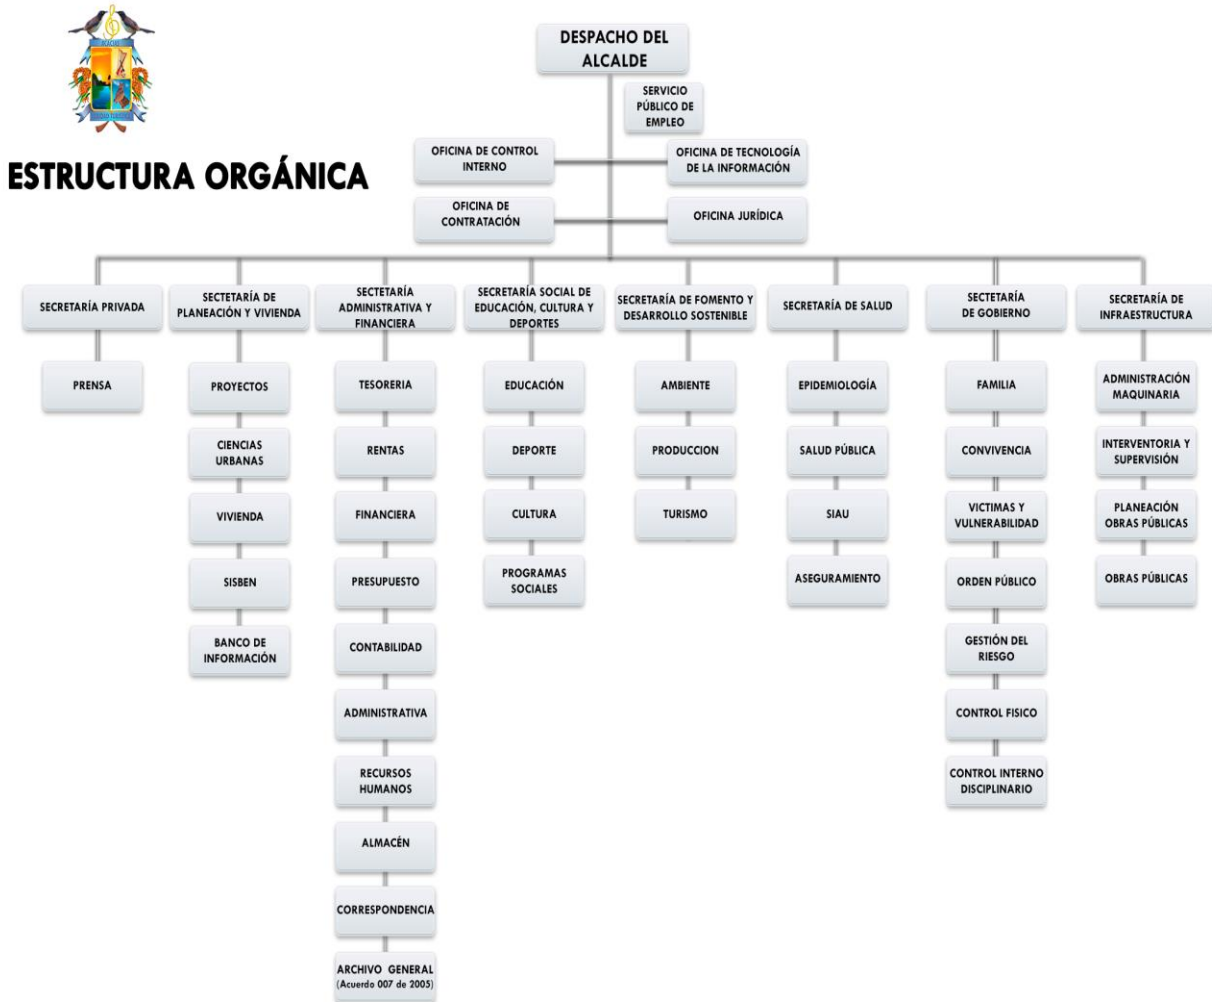 DESPACHO DEL
ALCALDE
SERVICIO
PÚBLICO DE
EMPLEO
OFICINA DE CONTROL
INTERNO
OFICINA DE TECNOLOGÍA
DE LA INFORMACIÓN
ESTRUCTURA ORGÁNICA
OFICINA DE
CONTRATACIÓN
OFICINA JURÍDICA
SECRETARÍA PRIVADA
SECTETARÍA DE
PLANEACIÓN Y VIVIENDA
SECTETARÍA
ADMINISTRATIVA Y
FINANCIERA
SECRETARÍA SOCIAL DE
EDUCACIÓN, CULTURA Y
DEPORTES
SECRETARÍA DE FOMENTO Y
DESARROLLO SOSTENIBLE
SECRETARÍA DE SALUD
SECTETARÍA
DE GOBIERNO
SECRETARÍA DE
INFRAESTRUCTURA
PRENSA
PROYECTOS
CIENCIAS
URBANAS
VIVIENDA
SISBEN
BANCO DE
INFORMACIÓN
TESORERIA
RENTAS
FINANCIERA
PRESUPUESTO
CONTABILIDAD
ADMINISTRATIVA
RECURSOS
HUMANOS
ALMACÉN
CORRESPONDENCIA
ARCHIVO GENERAL
(Acuerdo 007 de 2005)
EDUCACIÓN
DEPORTE
CULTURA
PROGRAMAS
SOCIALES
AMBIENTE
PRODUCCION
TURISMO
EPIDEMIOLOGÍA
SALUD PÚBLICA
SIAU
ASEGURAMIENTO
FAMILIA
CONVIVENCIA
VICTIMAS Y
VULNERABILIDAD
ORDEN PÚBLICO
GESTIÓN DEL
RIESGO
CONTROL FISICO
CONTROL INTERNO
DISCIPLINARIO
ADMINISTRACIÓN
MAQUINARIA
INTERVENTORIA Y
SUPERVISIÓN
PLANEACIÓN
OBRAS PÚBLICAS
OBRAS PÚBLICAS